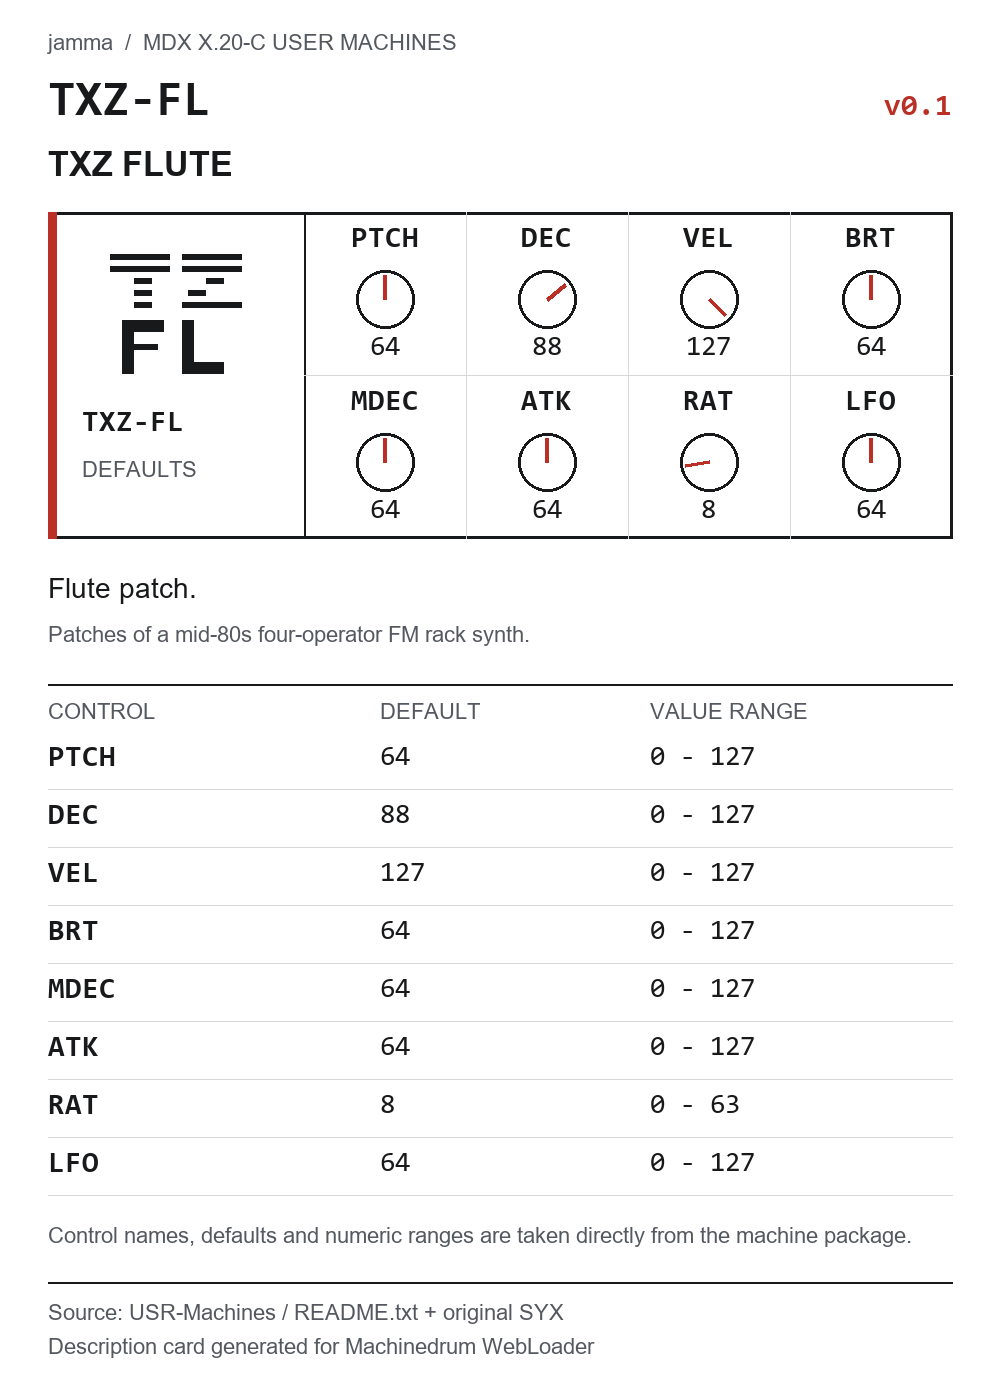 jamma / MDX X.20-C USER MACHINES
TXZ-FL v0.1
TXZ FLUTE
TZ
FL
TXZ-FL
DEFAULTS
PTCH DEC VEL BRT
64 88 127 64
MDEC ATK RAT LFO
64 64 8 64
Flute patch.
Patches of a mid-80s four-operator FM rack synth.
CONTROL DEFAULT VALUE RANGE
PTCH 64 0 - 127
DEC 88 0 - 127
VEL 127 0 - 127
BRT 64 0 - 127
MDEC 64 0 - 127
ATK 64 0 - 127
RAT 8 0 - 63
LFO 64 0 - 127
Control names, defaults and numeric ranges are taken directly from the machine package.
Source: USR-Machines / README.txt + original SYX
Description card generated for Machinedrum WebLoader